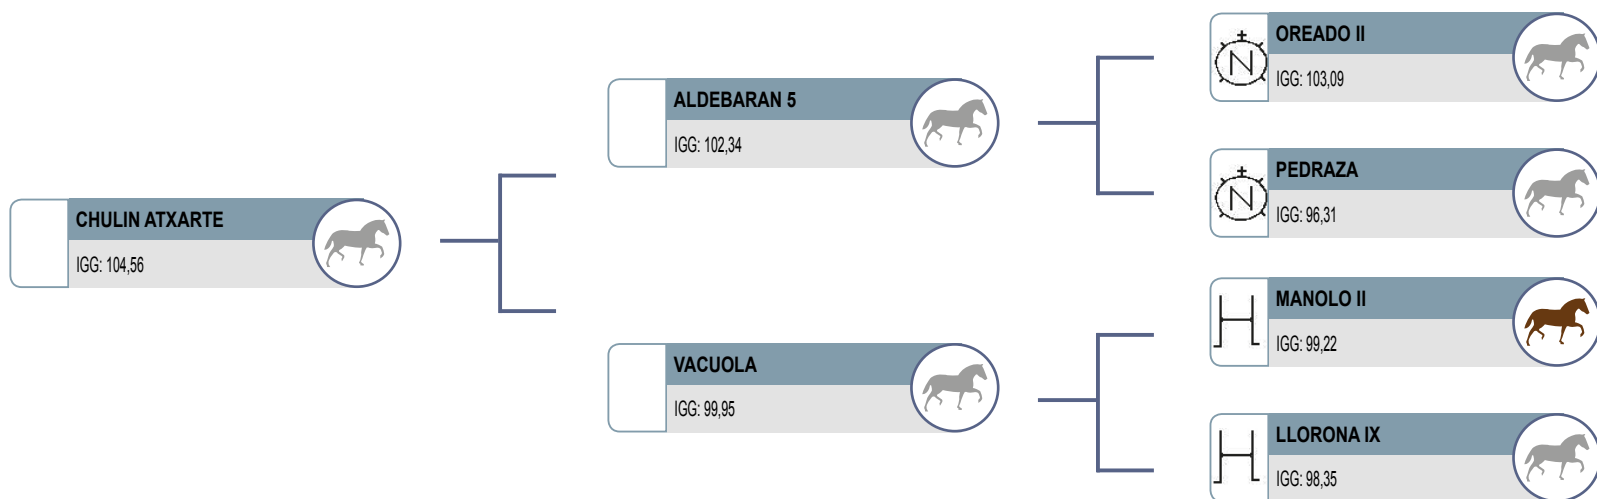 CHULIN ATXARTE
IGG: 104,56
ALDEBARAN 5
IGG: 102,34
VACUOLA
IGG: 99,95
N
OREADO II
IGG: 103,09
N
PEDRAZA
IGG: 96,31
H
MANOLO II
IGG: 99,22
H
LLORONA IX
IGG: 98,35